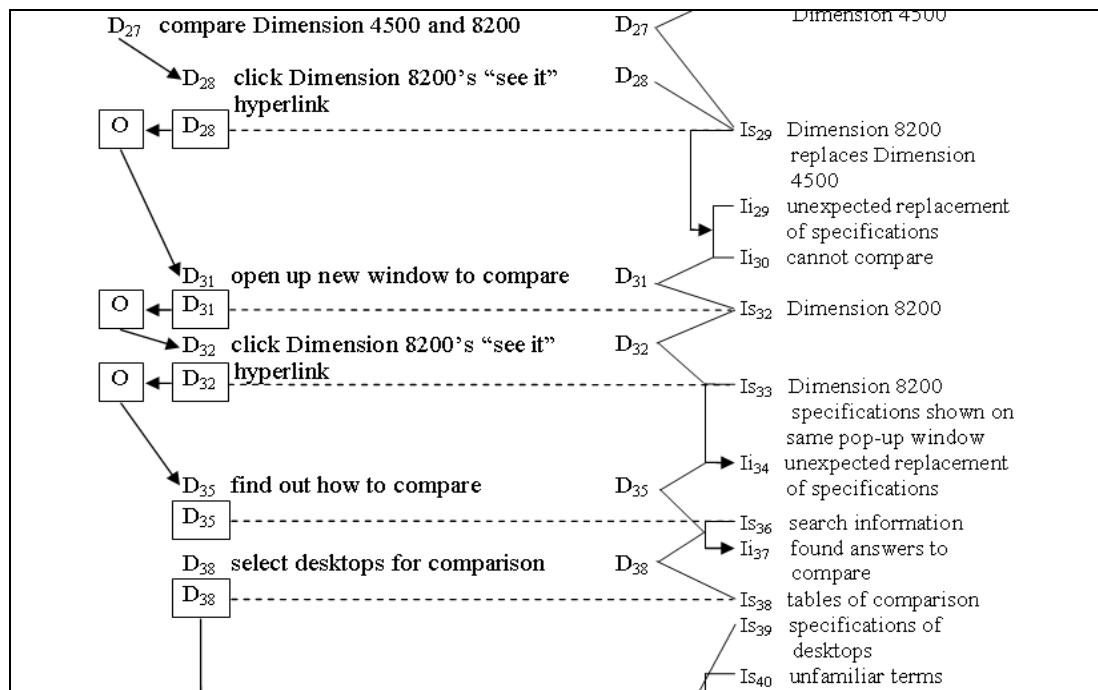 Dimension 4500
D27 compare Dimension 4500 and 8200
D27
D28 click Dimension 8200's “see it”
hyperlink
D28
O
D28
Is29 Dimension 8200
replaces Dimension
4500
Ii29 unexpected replacement
of specifications
Ii30 cannot compare
D31 open up new window to compare
D31
O
D31
Is32 Dimension 8200
D32 click Dimension 8200's “see it”
hyperlink
D32
O
D32
Is33 Dimension 8200
specifications shown on
same pop-up window
Ii34 unexpected replacement
of specifications
D35 find out how to compare
D35
D35
Is36 search information
Ii37 found answers to
compare
D38 select desktops for comparison
D38
D38
Is38 tables of comparison
Is39 specifications of
desktops
Is40 unfamiliar terms